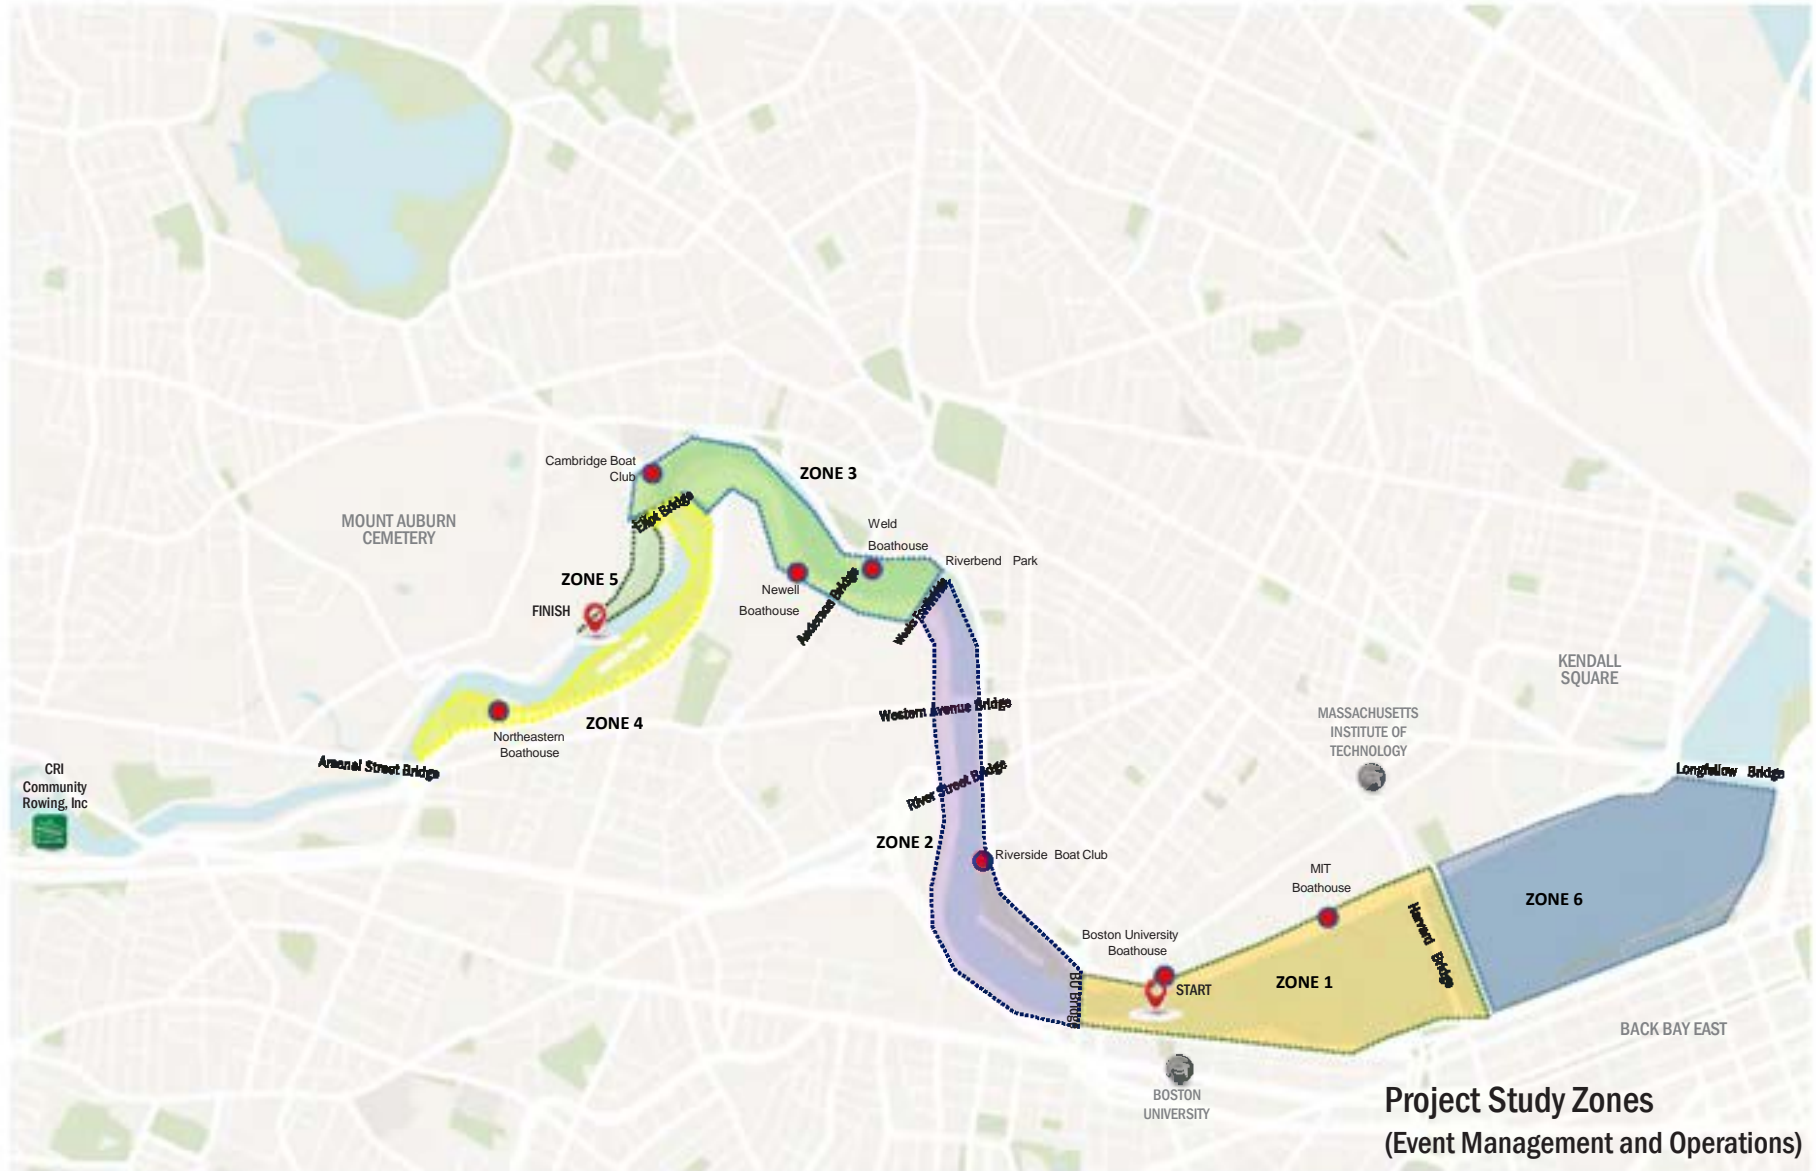 Cambridge Boat
Club
ZONE 3
Eliot Bridge
MOUNT AUBURN
CEMETERY
Weld
Boathouse
Riverbend Park
ZONE 5
FINISH
Newell
Boathouse
Anderson Bridge
Weeks Footbridge
KENDALL
SQUARE
Western Avenue Bridge
ZONE 4
Northeastern
Boathouse
MASSACHUSETTS
INSTITUTE OF
TECHNOLOGY
Arsenal Street Bridge
CRI
Community
Rowing, Inc
River Street Bridge
Longfellow Bridge
ZONE 2
Riverside Boat Club
MIT
Boathouse
ZONE 6
Harvard Bridge
Boston University
Boathouse
START
ZONE 1
BU Bridge
BACK BAY EAST
BOSTON
UNIVERSITY
Project Study Zones
(Event Management and Operations)